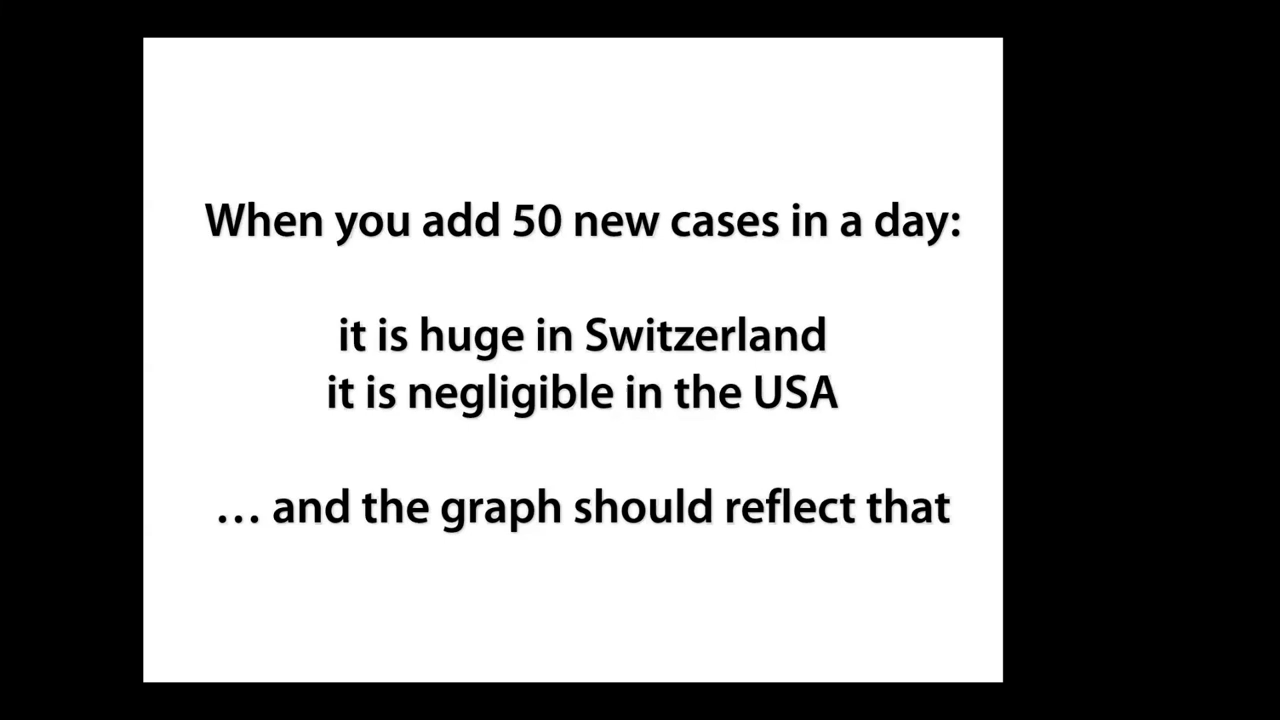 When you add 50 new cases in a day:
it is huge in Switzerland
it is negligible in the USA
… and the graph should reflect that